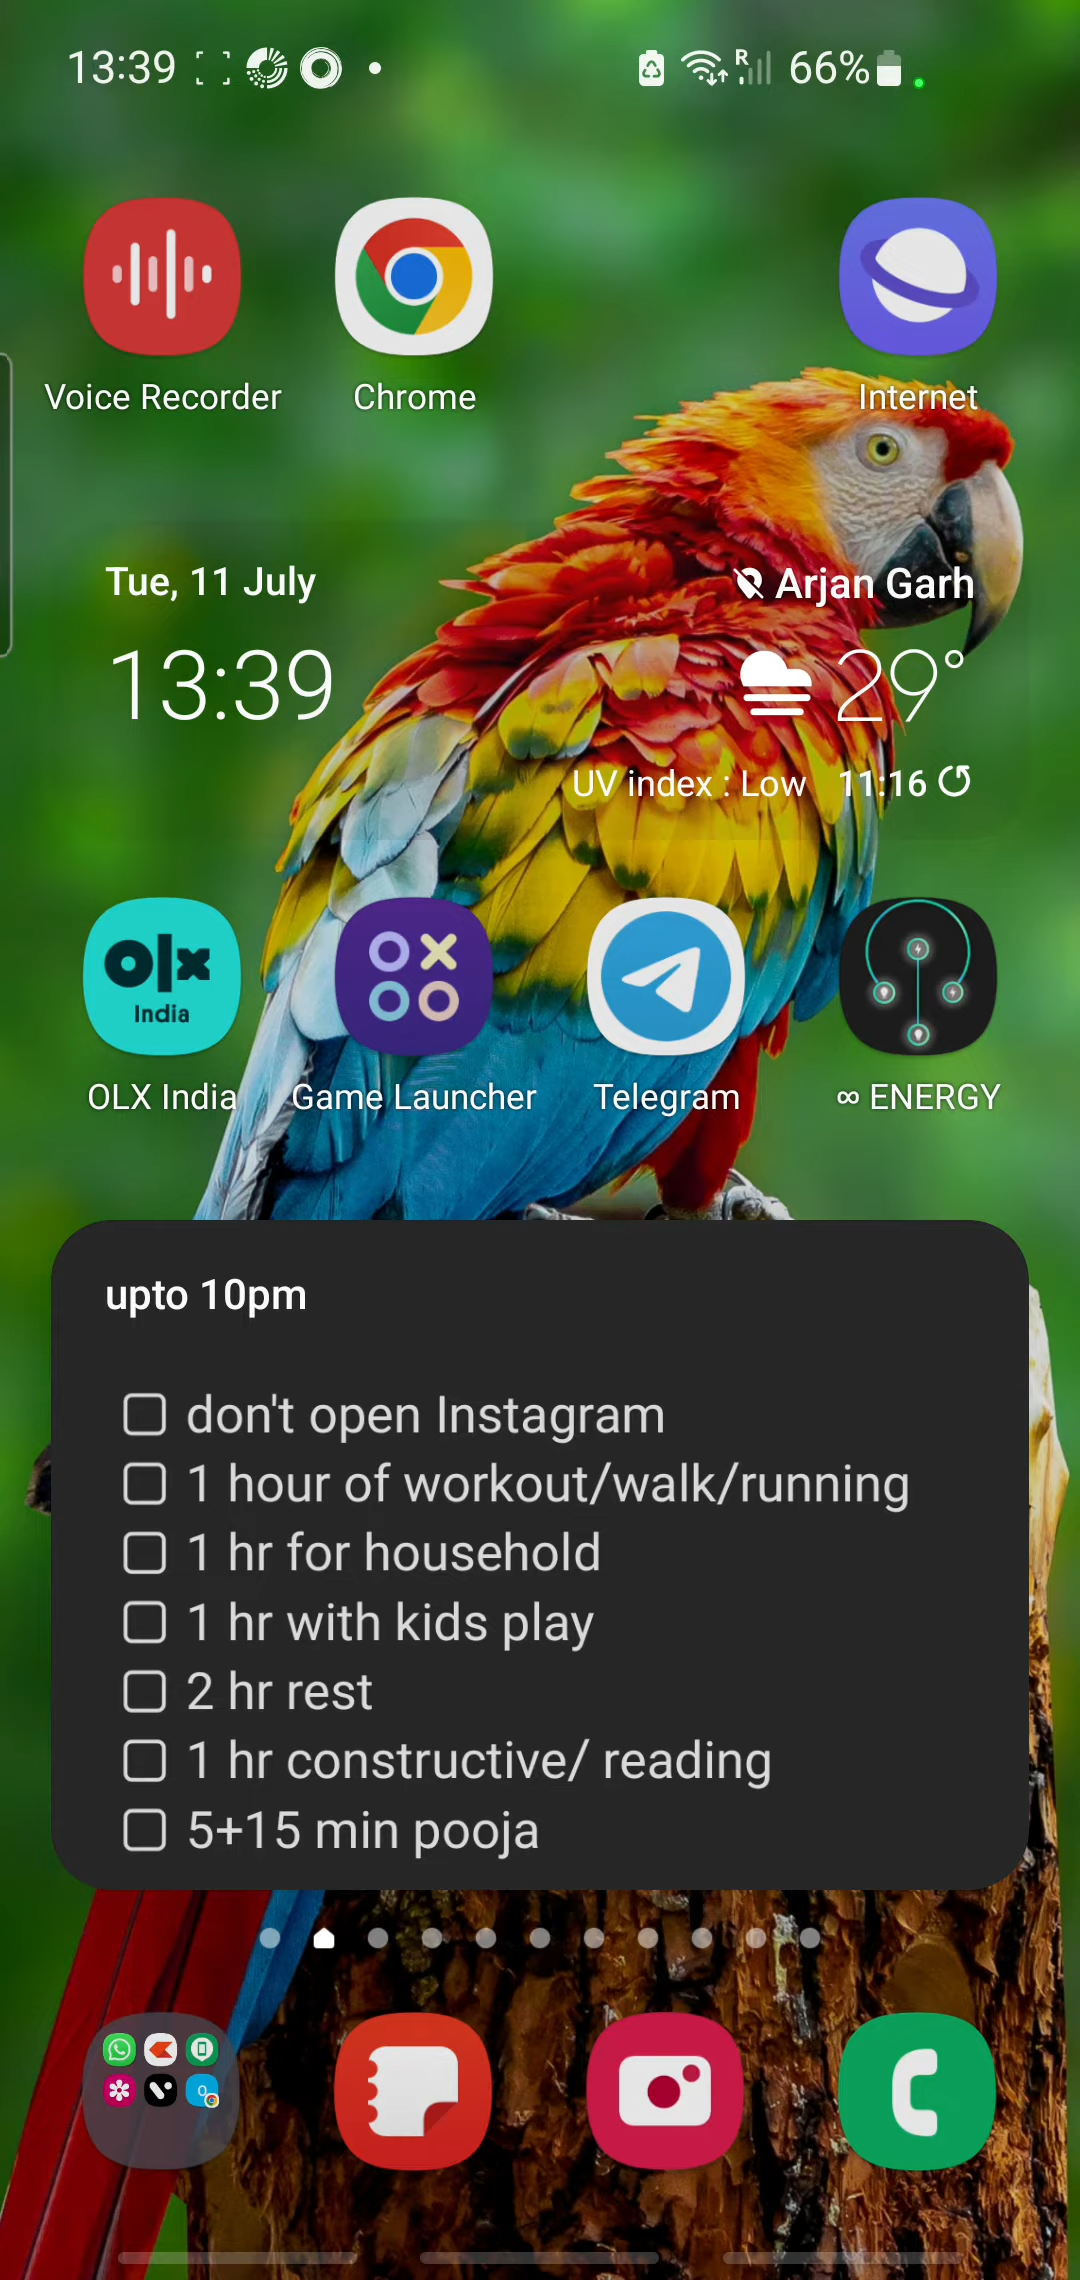 13:39
R 66%
Voice Recorder
Chrome
Internet
Tue, 11 July
Arjan Garh
13:39
29°
UV index : Low 11:16
olx
India
OLX India
Game Launcher
Telegram
∞ ENERGY
upto 10pm
don't open Instagram
1 hour of workout/walk/running
1 hr for household
1 hr with kids play
2 hr rest
1 hr constructive/ reading
5+15 min pooja